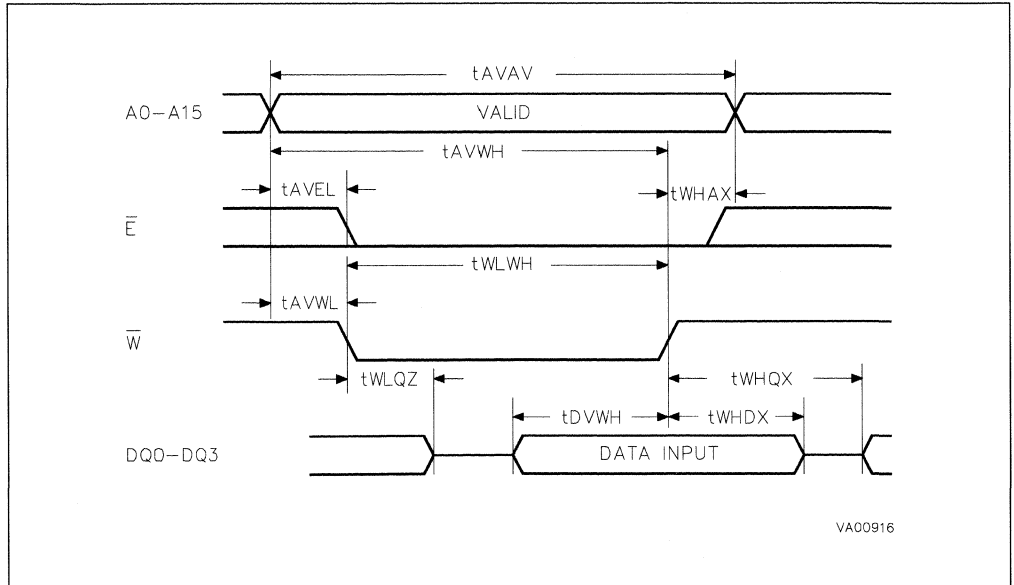 tAVAV
A0-A15
VALID
tAVWH
tAVEL
tWHAX
E̅
tWLWH
tAVWL
W̅
tWLQZ
tWHQX
tDVWH
tWHDX
DQ0-DQ3
DATA INPUT
VA00916